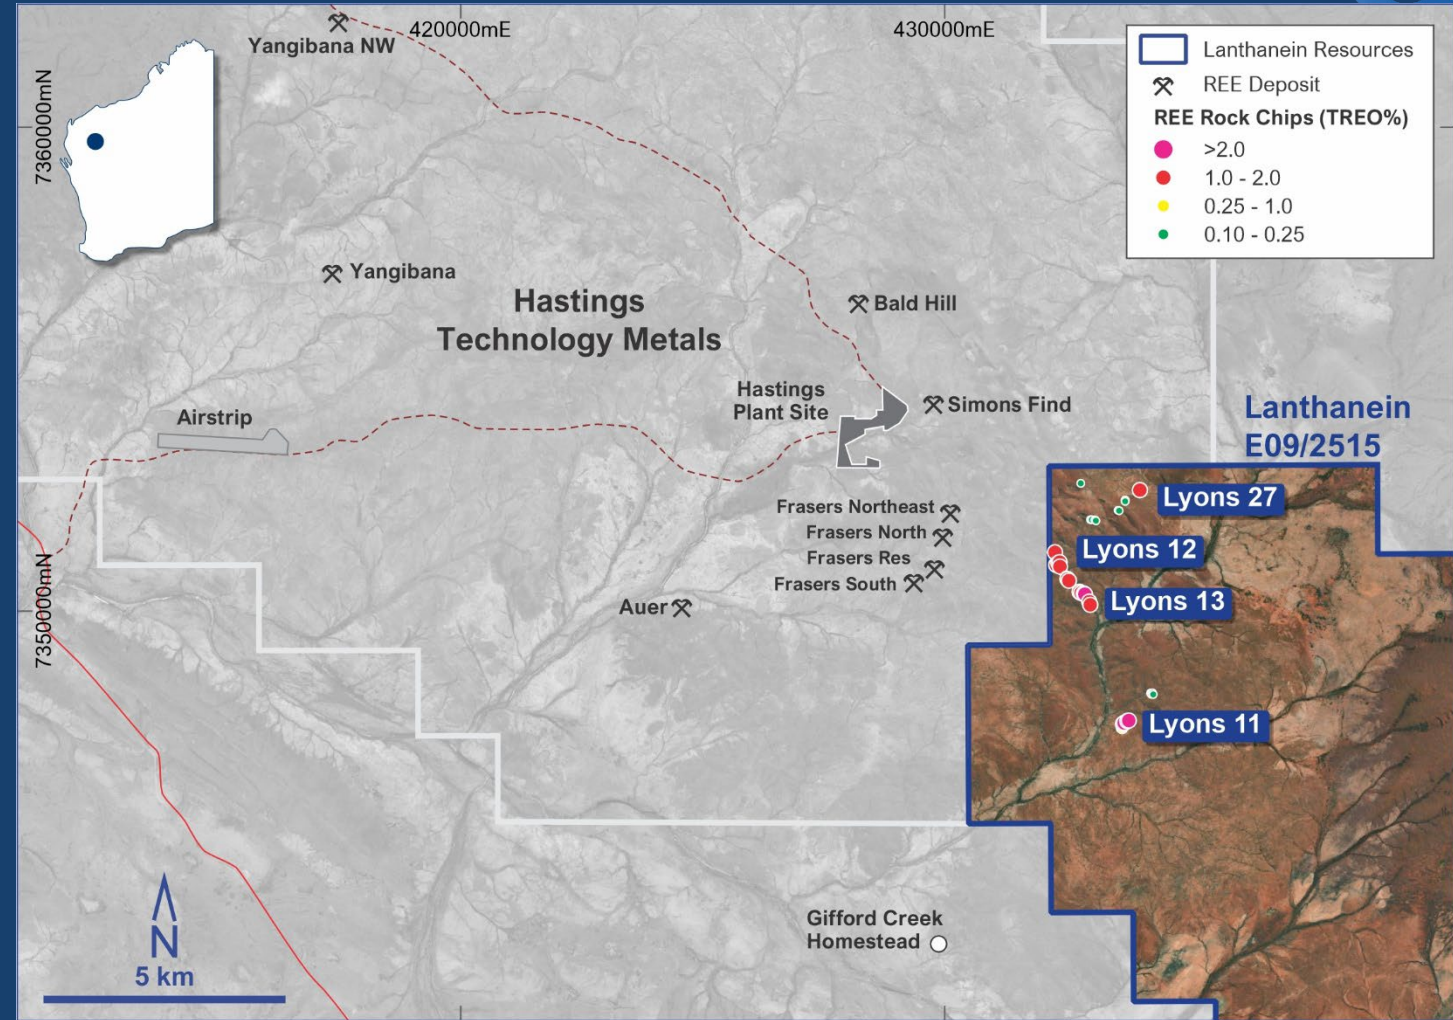 420000mE
430000mE
7360000mN
7350000mN
Yangibana NW
Lanthanein Resources
REE Deposit
REE Rock Chips (TREO%)
>2.0
1.0 - 2.0
0.25 - 1.0
0.10 - 0.25
Yangibana
Hastings
Technology Metals
Bald Hill
Hastings
Plant Site
Simons Find
Airstrip
Lanthanein
E09/2515
Lyons 27
Frasers Northeast
Frasers North
Frasers Res
Frasers South
Lyons 12
Auer
Lyons 13
Lyons 11
Gifford Creek
Homestead
N
5 km